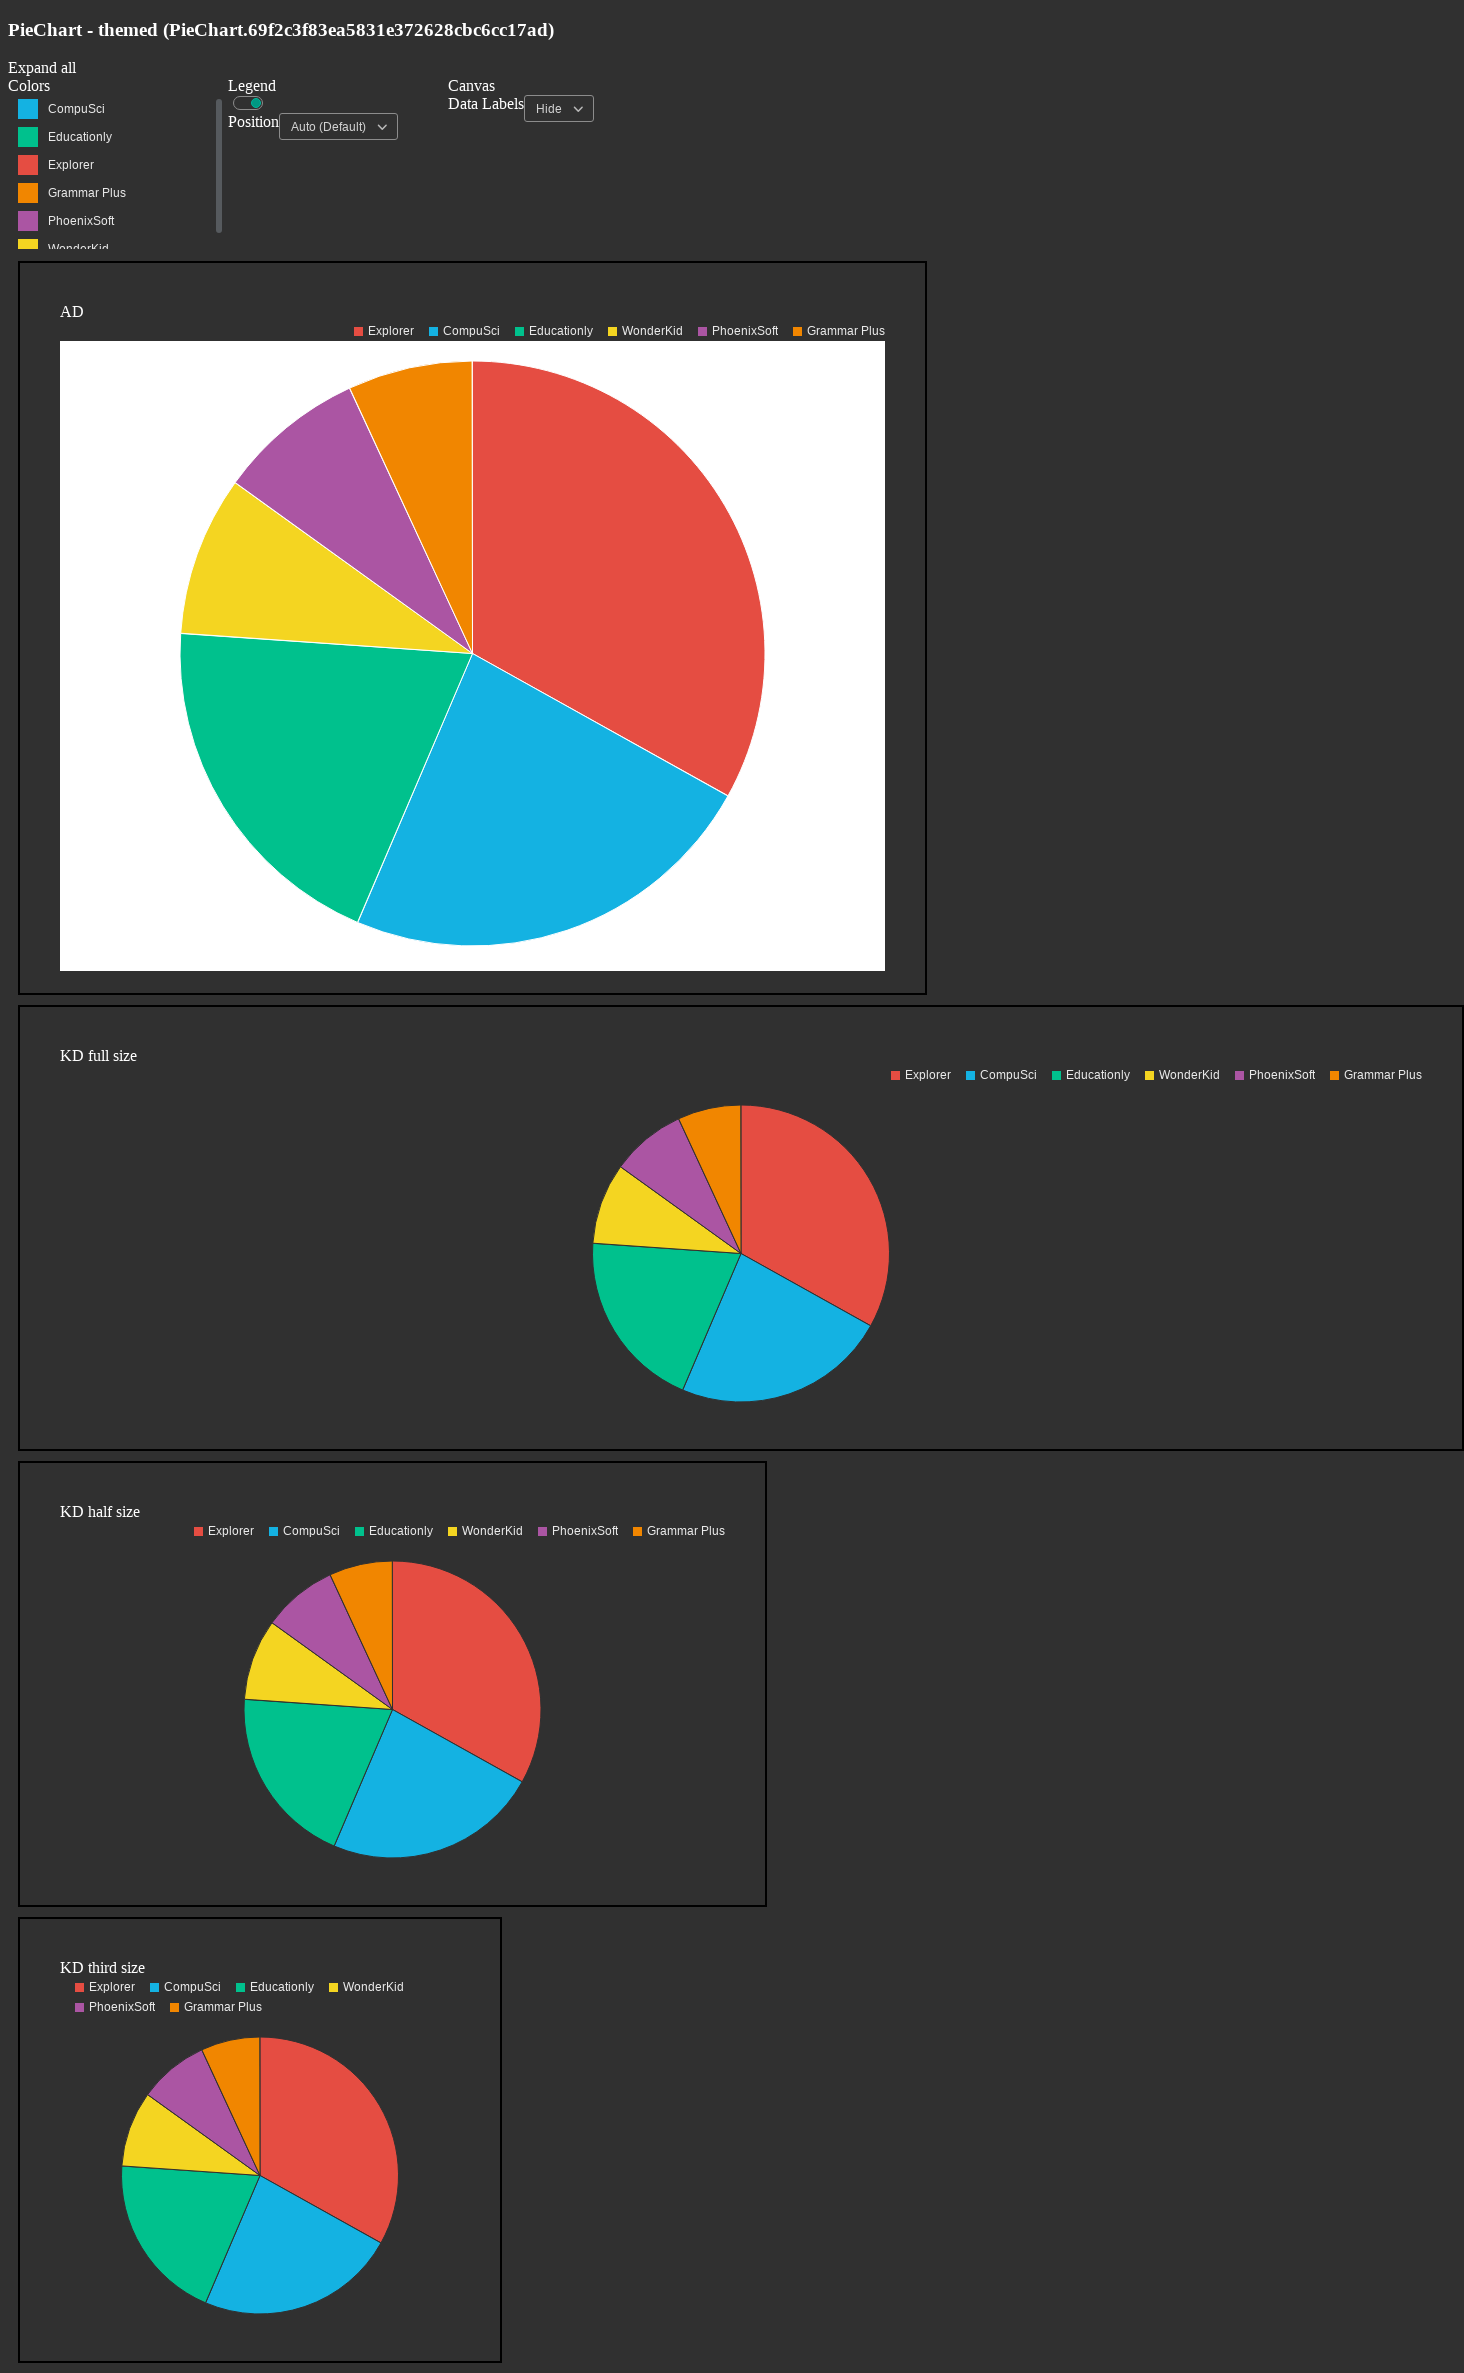 PieChart - themed (PieChart.69f2c3f83ea5831e372628cbc6cc17ad)
Expand all
Colors
CompuSci
Educationly
Explorer
Grammar Plus
PhoenixSoft
WonderKid
Legend
Position Auto (Default)
Canvas
Data Labels Hide
AD
Explorer CompuSci Educationly WonderKid PhoenixSoft Grammar Plus
KD full size
Explorer CompuSci Educationly WonderKid PhoenixSoft Grammar Plus
KD half size
Explorer CompuSci Educationly WonderKid PhoenixSoft Grammar Plus
KD third size
Explorer CompuSci Educationly WonderKid
PhoenixSoft Grammar Plus